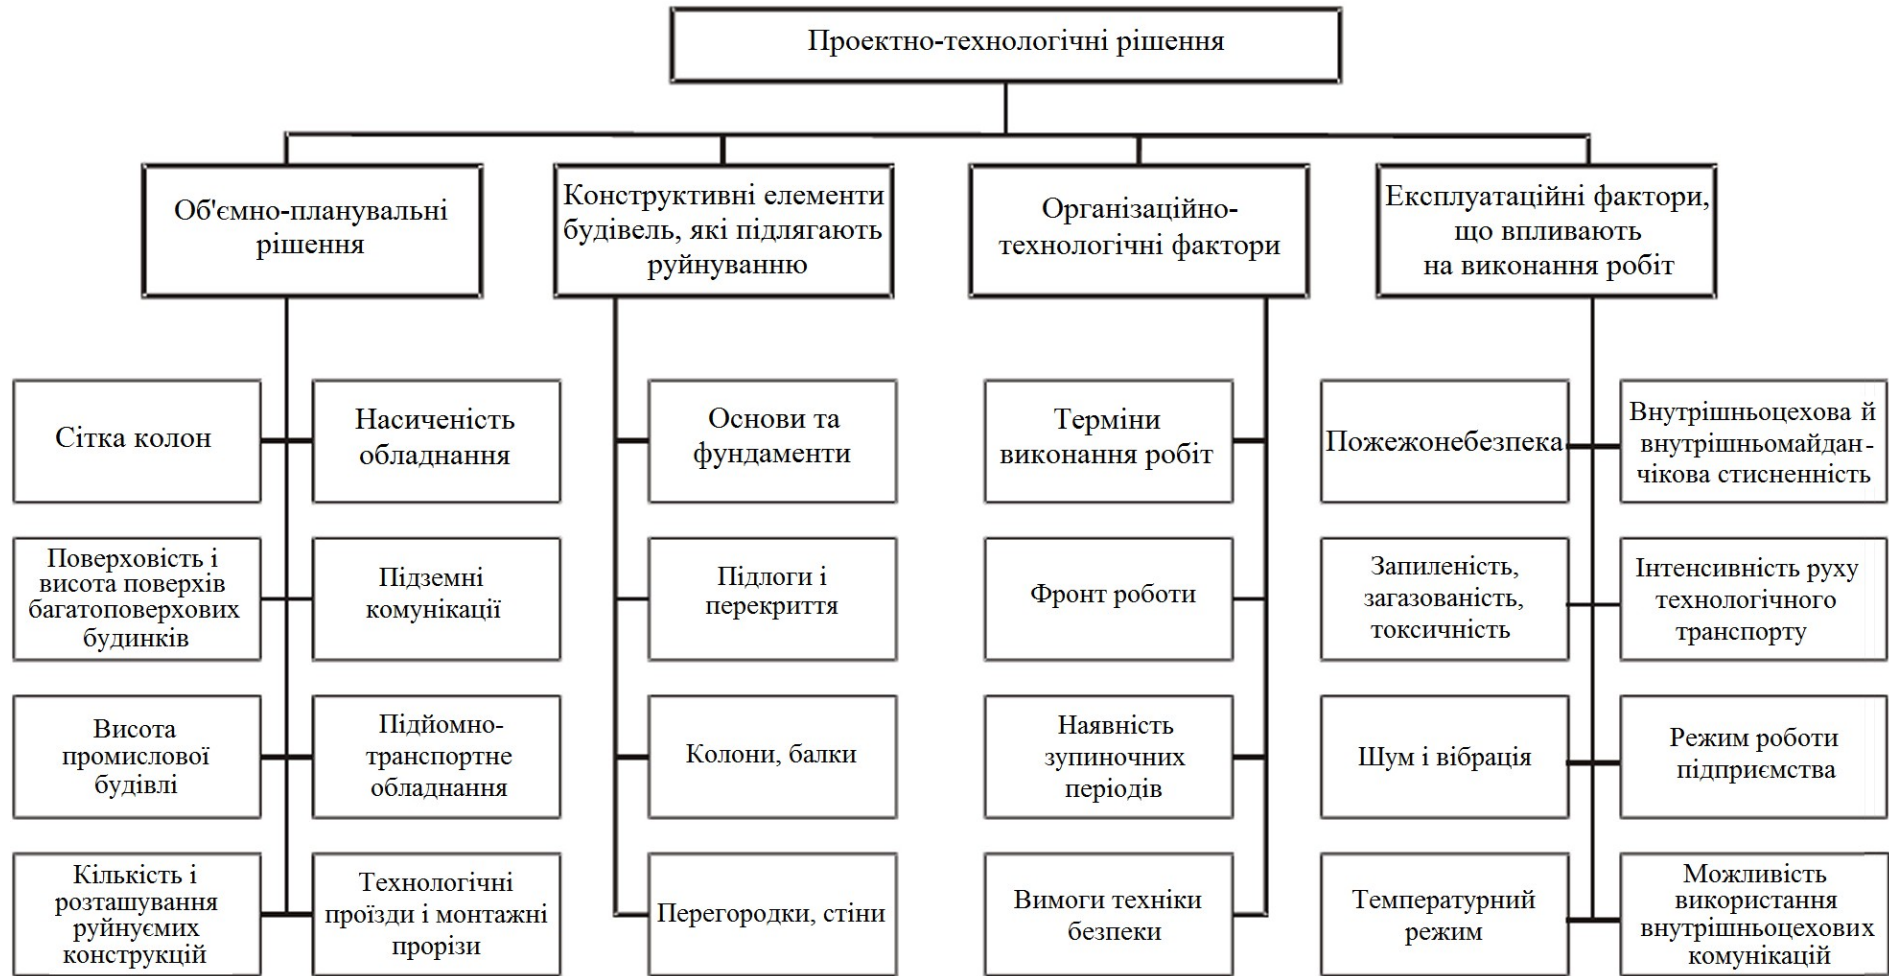 Проектно-технологічні рішення
Об'ємно-планувальні
рішення
Конструктивні елементи
будівель, які підлягають
руйнуванню
Організаційно-
технологічні фактори
Експлуатаційні фактори,
що впливають
на виконання робіт
Сітка колон
Насиченість
обладнання
Основи та
фундаменти
Терміни
виконання робіт
Пожежонебезпека
Внутрішньоцехова й
внутрішньомайдан-
чікова стисненність
Поверховість і
висота поверхів
багатоповерхових
будинків
Підземні
комунікації
Підлоги і
перекриття
Фронт роботи
Запиленість,
загазованість,
токсичність
Інтенсивність руху
технологічного
транспорту
Висота
промислової
будівлі
Підйомно-
транспортне
обладнання
Колони, балки
Наявність
зупиночних
періодів
Шум і вібрація
Режим роботи
підприємства
Кількість і
розташування
руйнуємих
конструкцій
Технологічні
проїзди і монтажні
прорізи
Перегородки, стіни
Вимоги техніки
безпеки
Температурний
режим
Можливість
використання
внутрішньоцехових
комунікацій